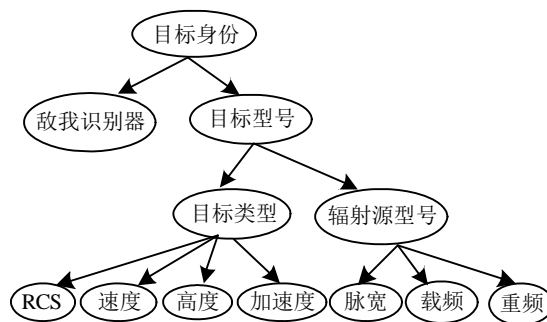 目标身份
敌我识别器
目标型号
目标类型
辐射源型号
RCS
速度
高度
加速度
脉宽
载频
重频